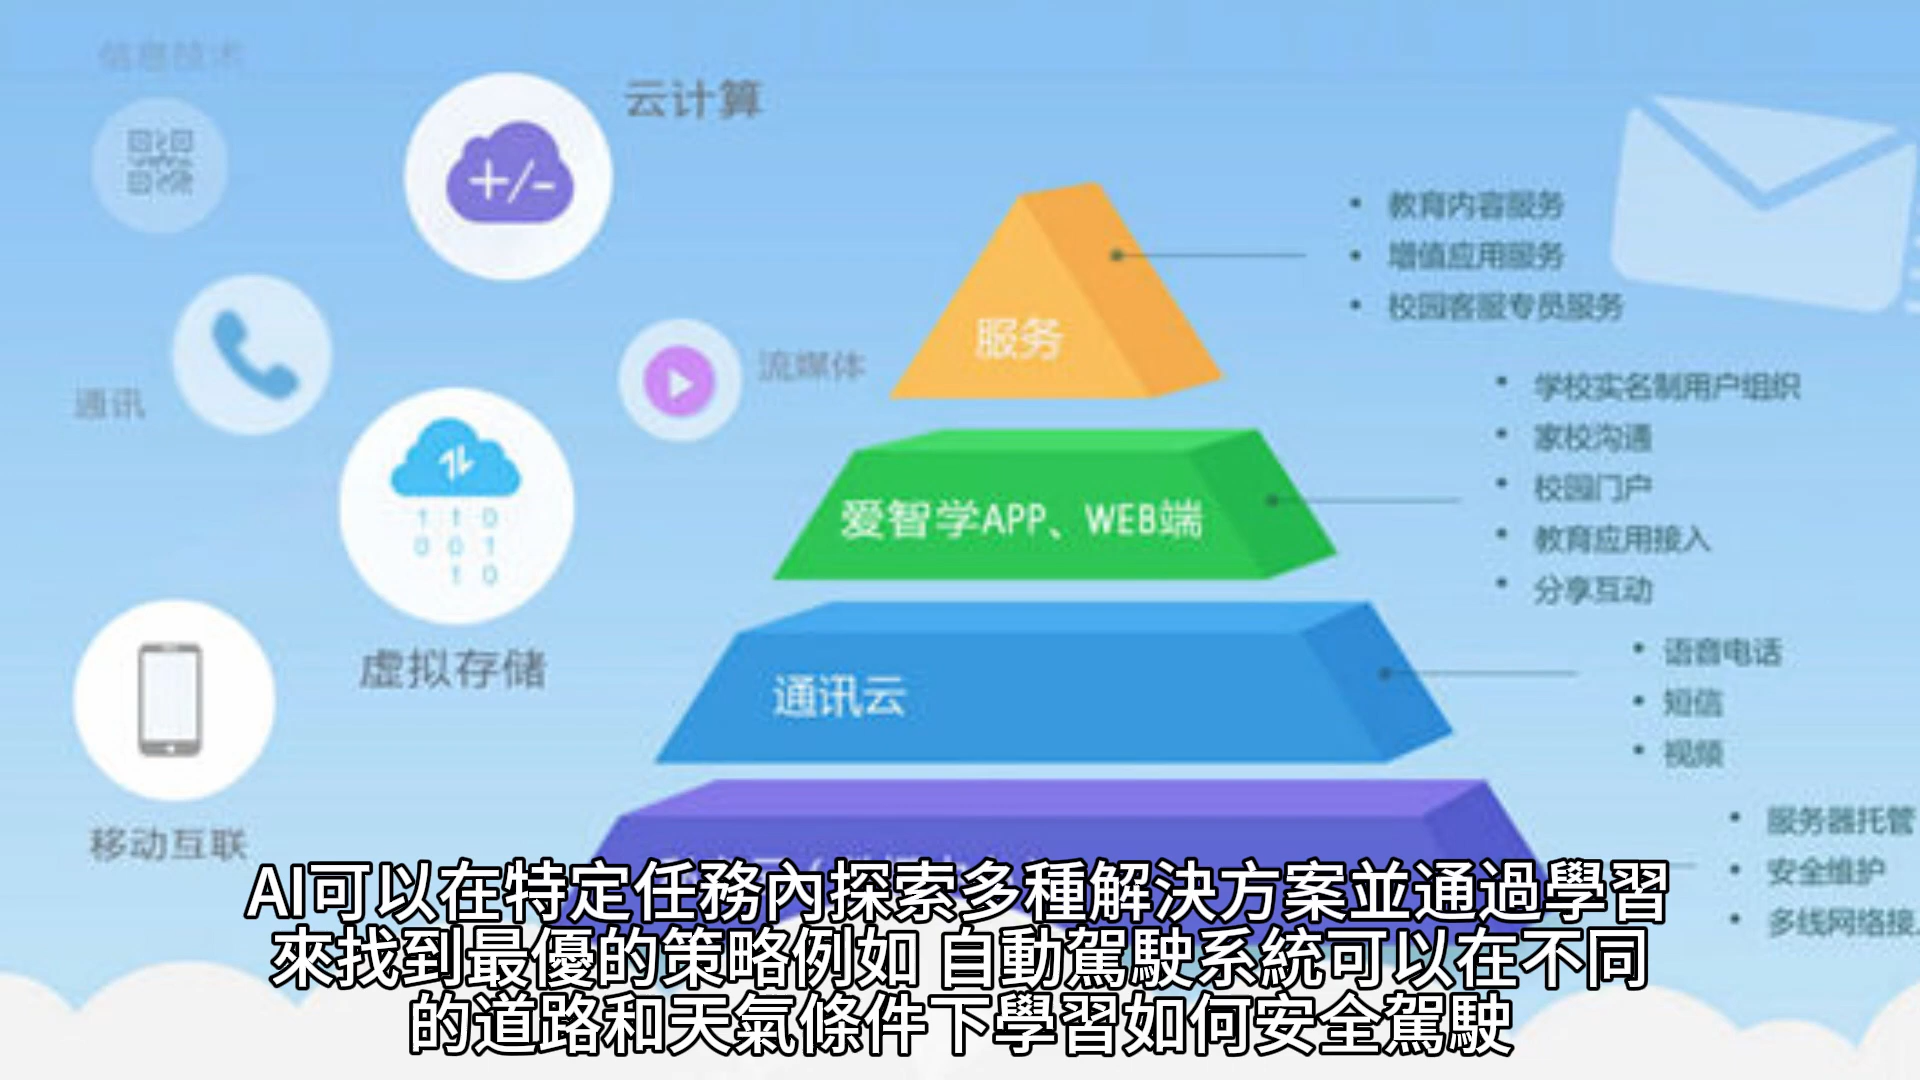 信息技术
云计算
通讯
流媒体
虚拟存储
移动互联
服务
教育内容服务
增值应用服务
校园客服专员服务
爱智学APP、WEB端
学校实名制用户组织
家校沟通
校园门户
教育应用接入
分享互动
通讯云
语音电话
短信
视频
服务器托管
安全维护
多线网络接
AI可以在特定任務內探索多種解決方案並通過學習
來找到最優的策略例如 自動駕駛系統可以在不同
的道路和天氣條件下學習如何安全駕駛